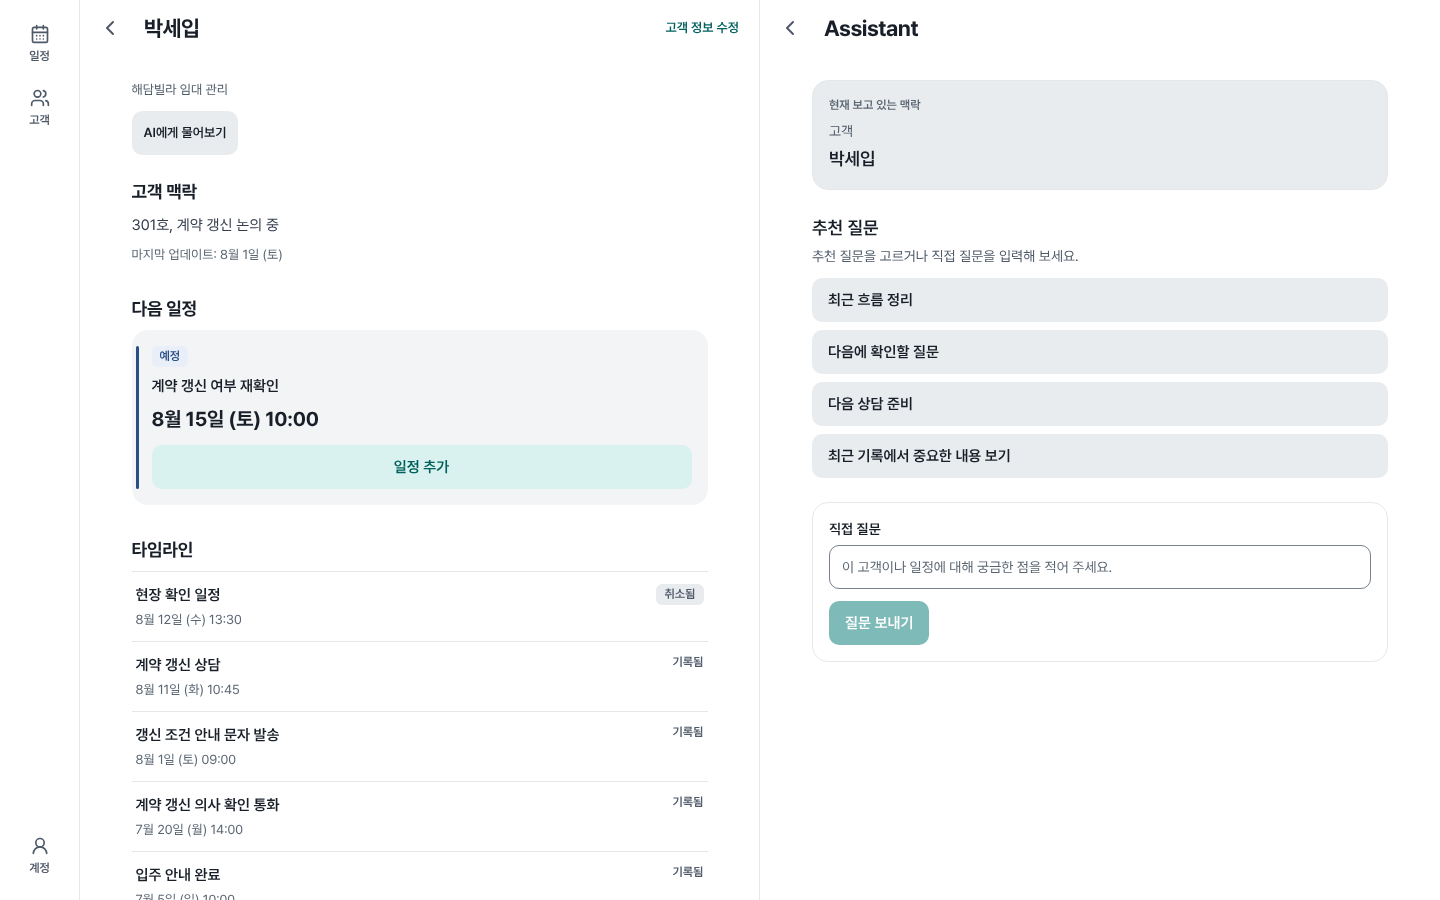 일정
고객
계정
박세입
고객 정보 수정
해담빌라 임대 관리
AI에게 물어보기
고객 맥락
301호, 계약 갱신 논의 중
마지막 업데이트: 8월 1일 (토)
다음 일정
예정
계약 갱신 여부 재확인
8월 15일 (토) 10:00
일정 추가
타임라인
현장 확인 일정
취소됨
8월 12일 (수) 13:30
계약 갱신 상담
기록됨
8월 11일 (화) 10:45
갱신 조건 안내 문자 발송
기록됨
8월 1일 (토) 09:00
계약 갱신 의사 확인 통화
기록됨
7월 20일 (월) 14:00
입주 안내 완료
기록됨
7월 5일 (일) 10:00
Assistant
현재 보고 있는 맥락
고객
박세입
추천 질문
추천 질문을 고르거나 직접 질문을 입력해 보세요.
최근 흐름 정리
다음에 확인할 질문
다음 상담 준비
최근 기록에서 중요한 내용 보기
직접 질문
이 고객이나 일정에 대해 궁금한 점을 적어 주세요.
질문 보내기